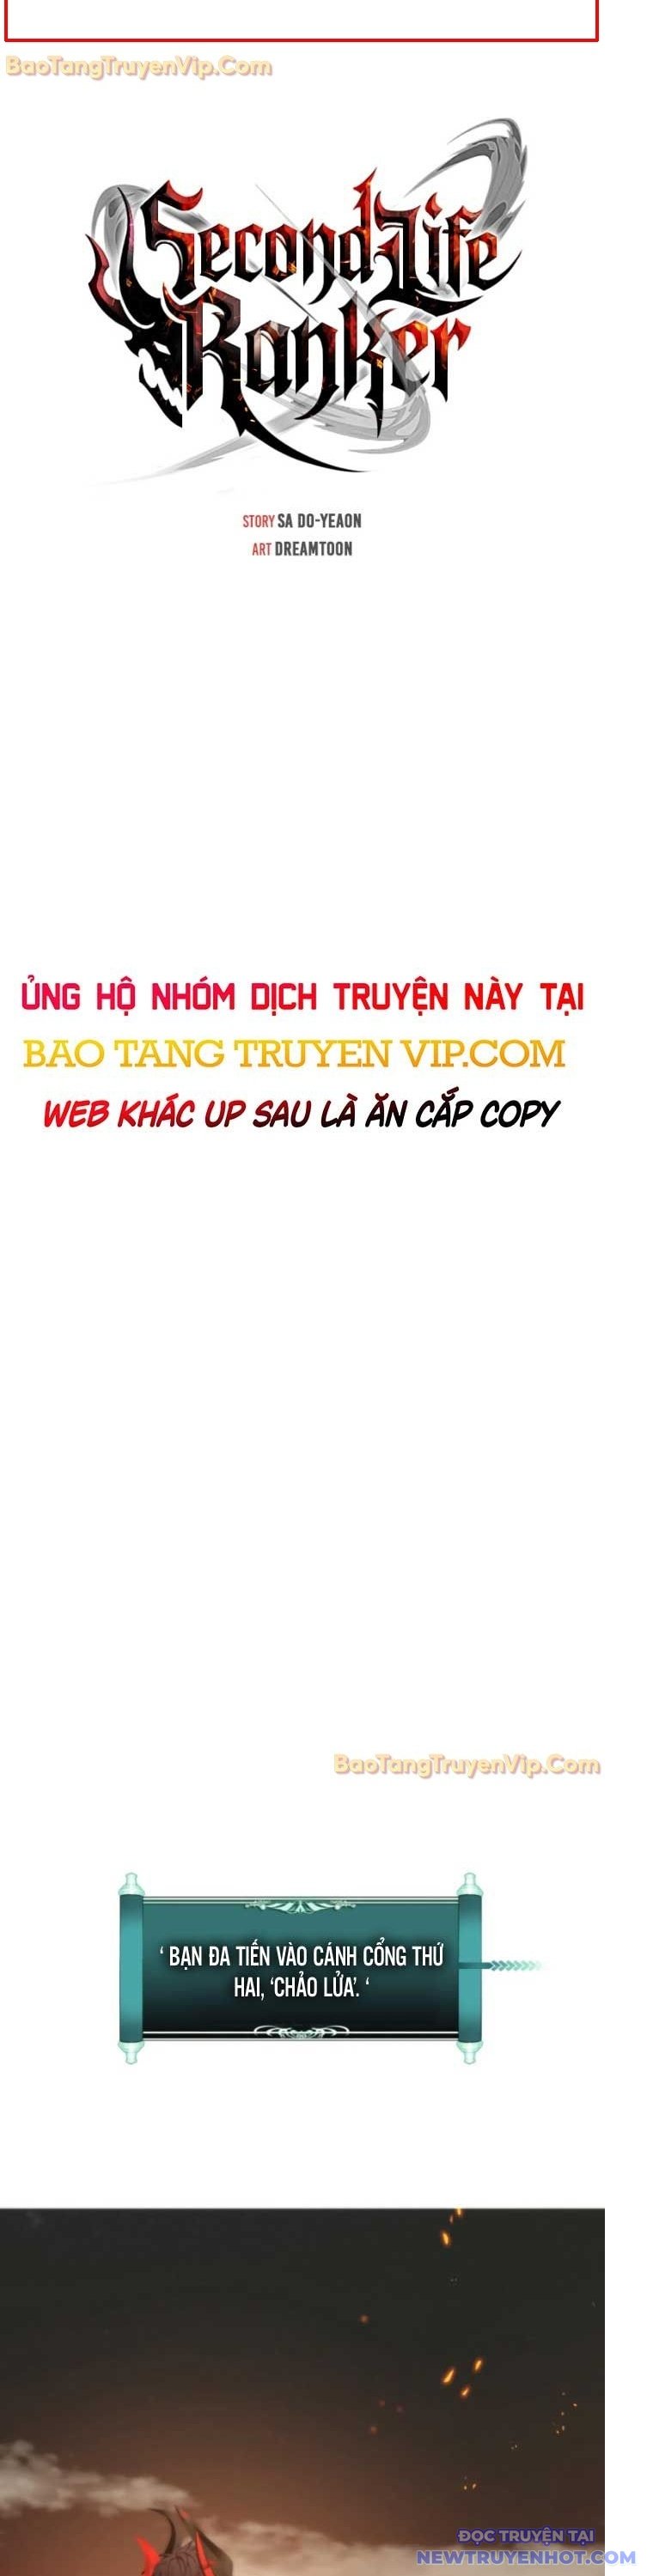 BaoTangTruyenVip.Com
Second Life
Ranker
STORY SA DO-YEAON
ART DREAMTOON
ỦNG HỘ NHÓM DỊCH TRUYỆN NÀY TẠI
BAO TANG TRUYEN VIP.COM
WEB KHÁC UP SAU LÀ ĂN CẮP COPY
BaoTangTruyenVip.Com
‘ BẠN ĐA TIẾN VÀO CÁNH CỔNG THỨ
HAI, ‘CHẢO LỬA’. ‘
ĐỌC TRUYỆN TẠI
NEWTRUYENHOT.COM